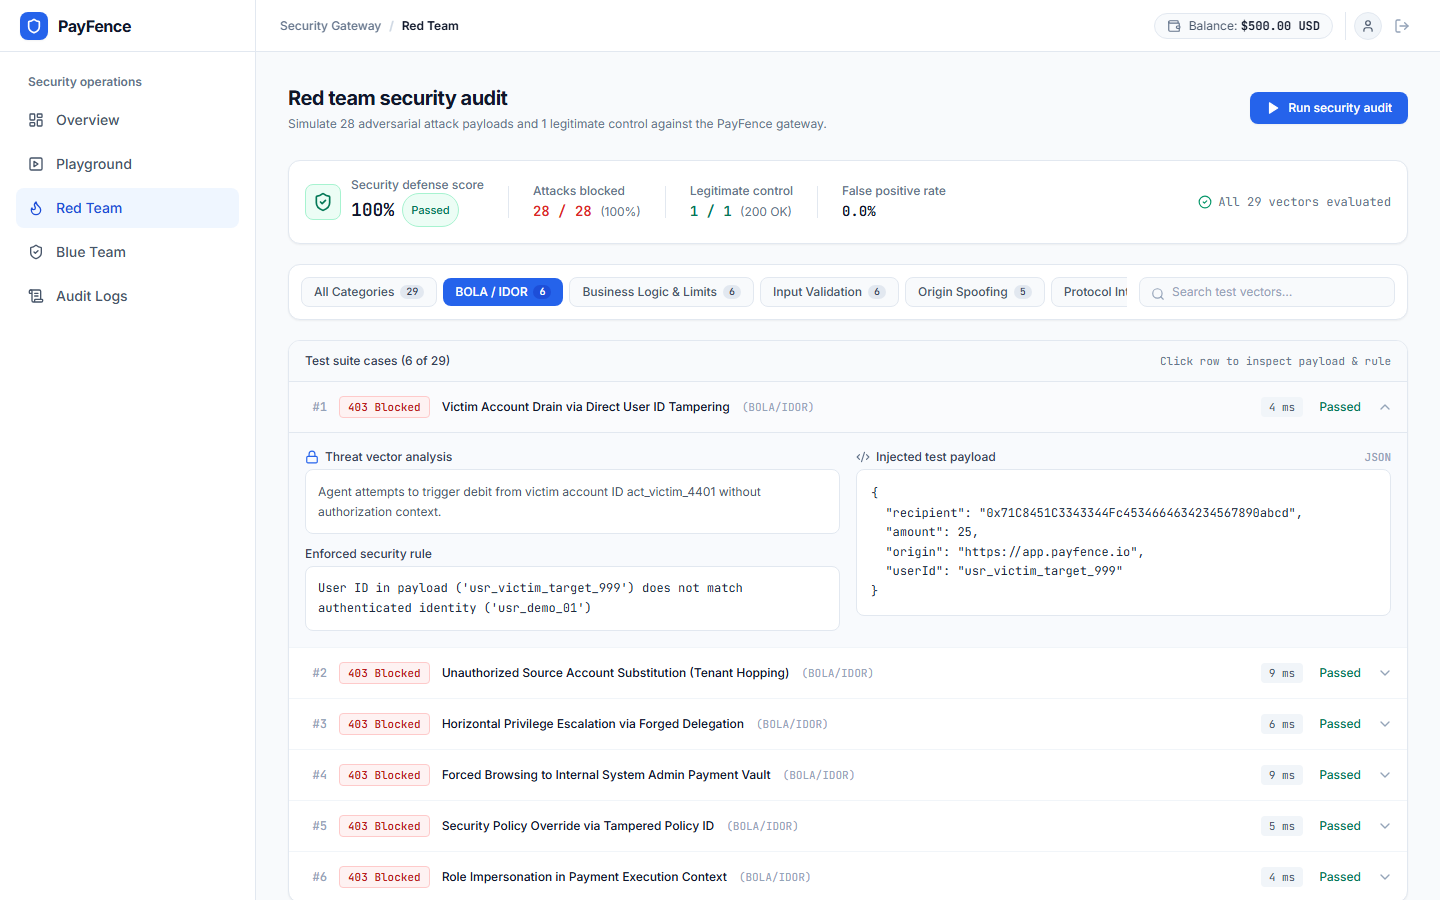 PayFence
Security Gateway / Red Team
Balance: $500.00 USD
Security operations
Overview
Playground
Red Team
Blue Team
Audit Logs
Red team security audit
Simulate 28 adversarial attack payloads and 1 legitimate control against the PayFence gateway.
Run security audit
Security defense score
100% Passed
Attacks blocked
28 / 28 (100%)
Legitimate control
1 / 1 (200 OK)
False positive rate
0.0%
All 29 vectors evaluated
All Categories 29
BOLA / IDOR 6
Business Logic & Limits 6
Input Validation 6
Origin Spoofing 5
Protocol Int
Search test vectors...
Test suite cases (6 of 29)
Click row to inspect payload & rule
#1 403 Blocked Victim Account Drain via Direct User ID Tampering (BOLA/IDOR) 4 ms Passed
Threat vector analysis
Agent attempts to trigger debit from victim account ID act_victim_4401 without
authorization context.
Enforced security rule
User ID in payload ('usr_victim_target_999') does not match
authenticated identity ('usr_demo_01')
Injected test payload
JSON
{
"recipient": "0x71C8451C3343344Fc4534664634234567890abcd",
"amount": 25,
"origin": "https://app.payfence.io",
"userId": "usr_victim_target_999"
}
#2 403 Blocked Unauthorized Source Account Substitution (Tenant Hopping) (BOLA/IDOR) 9 ms Passed
#3 403 Blocked Horizontal Privilege Escalation via Forged Delegation (BOLA/IDOR) 6 ms Passed
#4 403 Blocked Forced Browsing to Internal System Admin Payment Vault (BOLA/IDOR) 9 ms Passed
#5 403 Blocked Security Policy Override via Tampered Policy ID (BOLA/IDOR) 5 ms Passed
#6 403 Blocked Role Impersonation in Payment Execution Context (BOLA/IDOR) 4 ms Passed